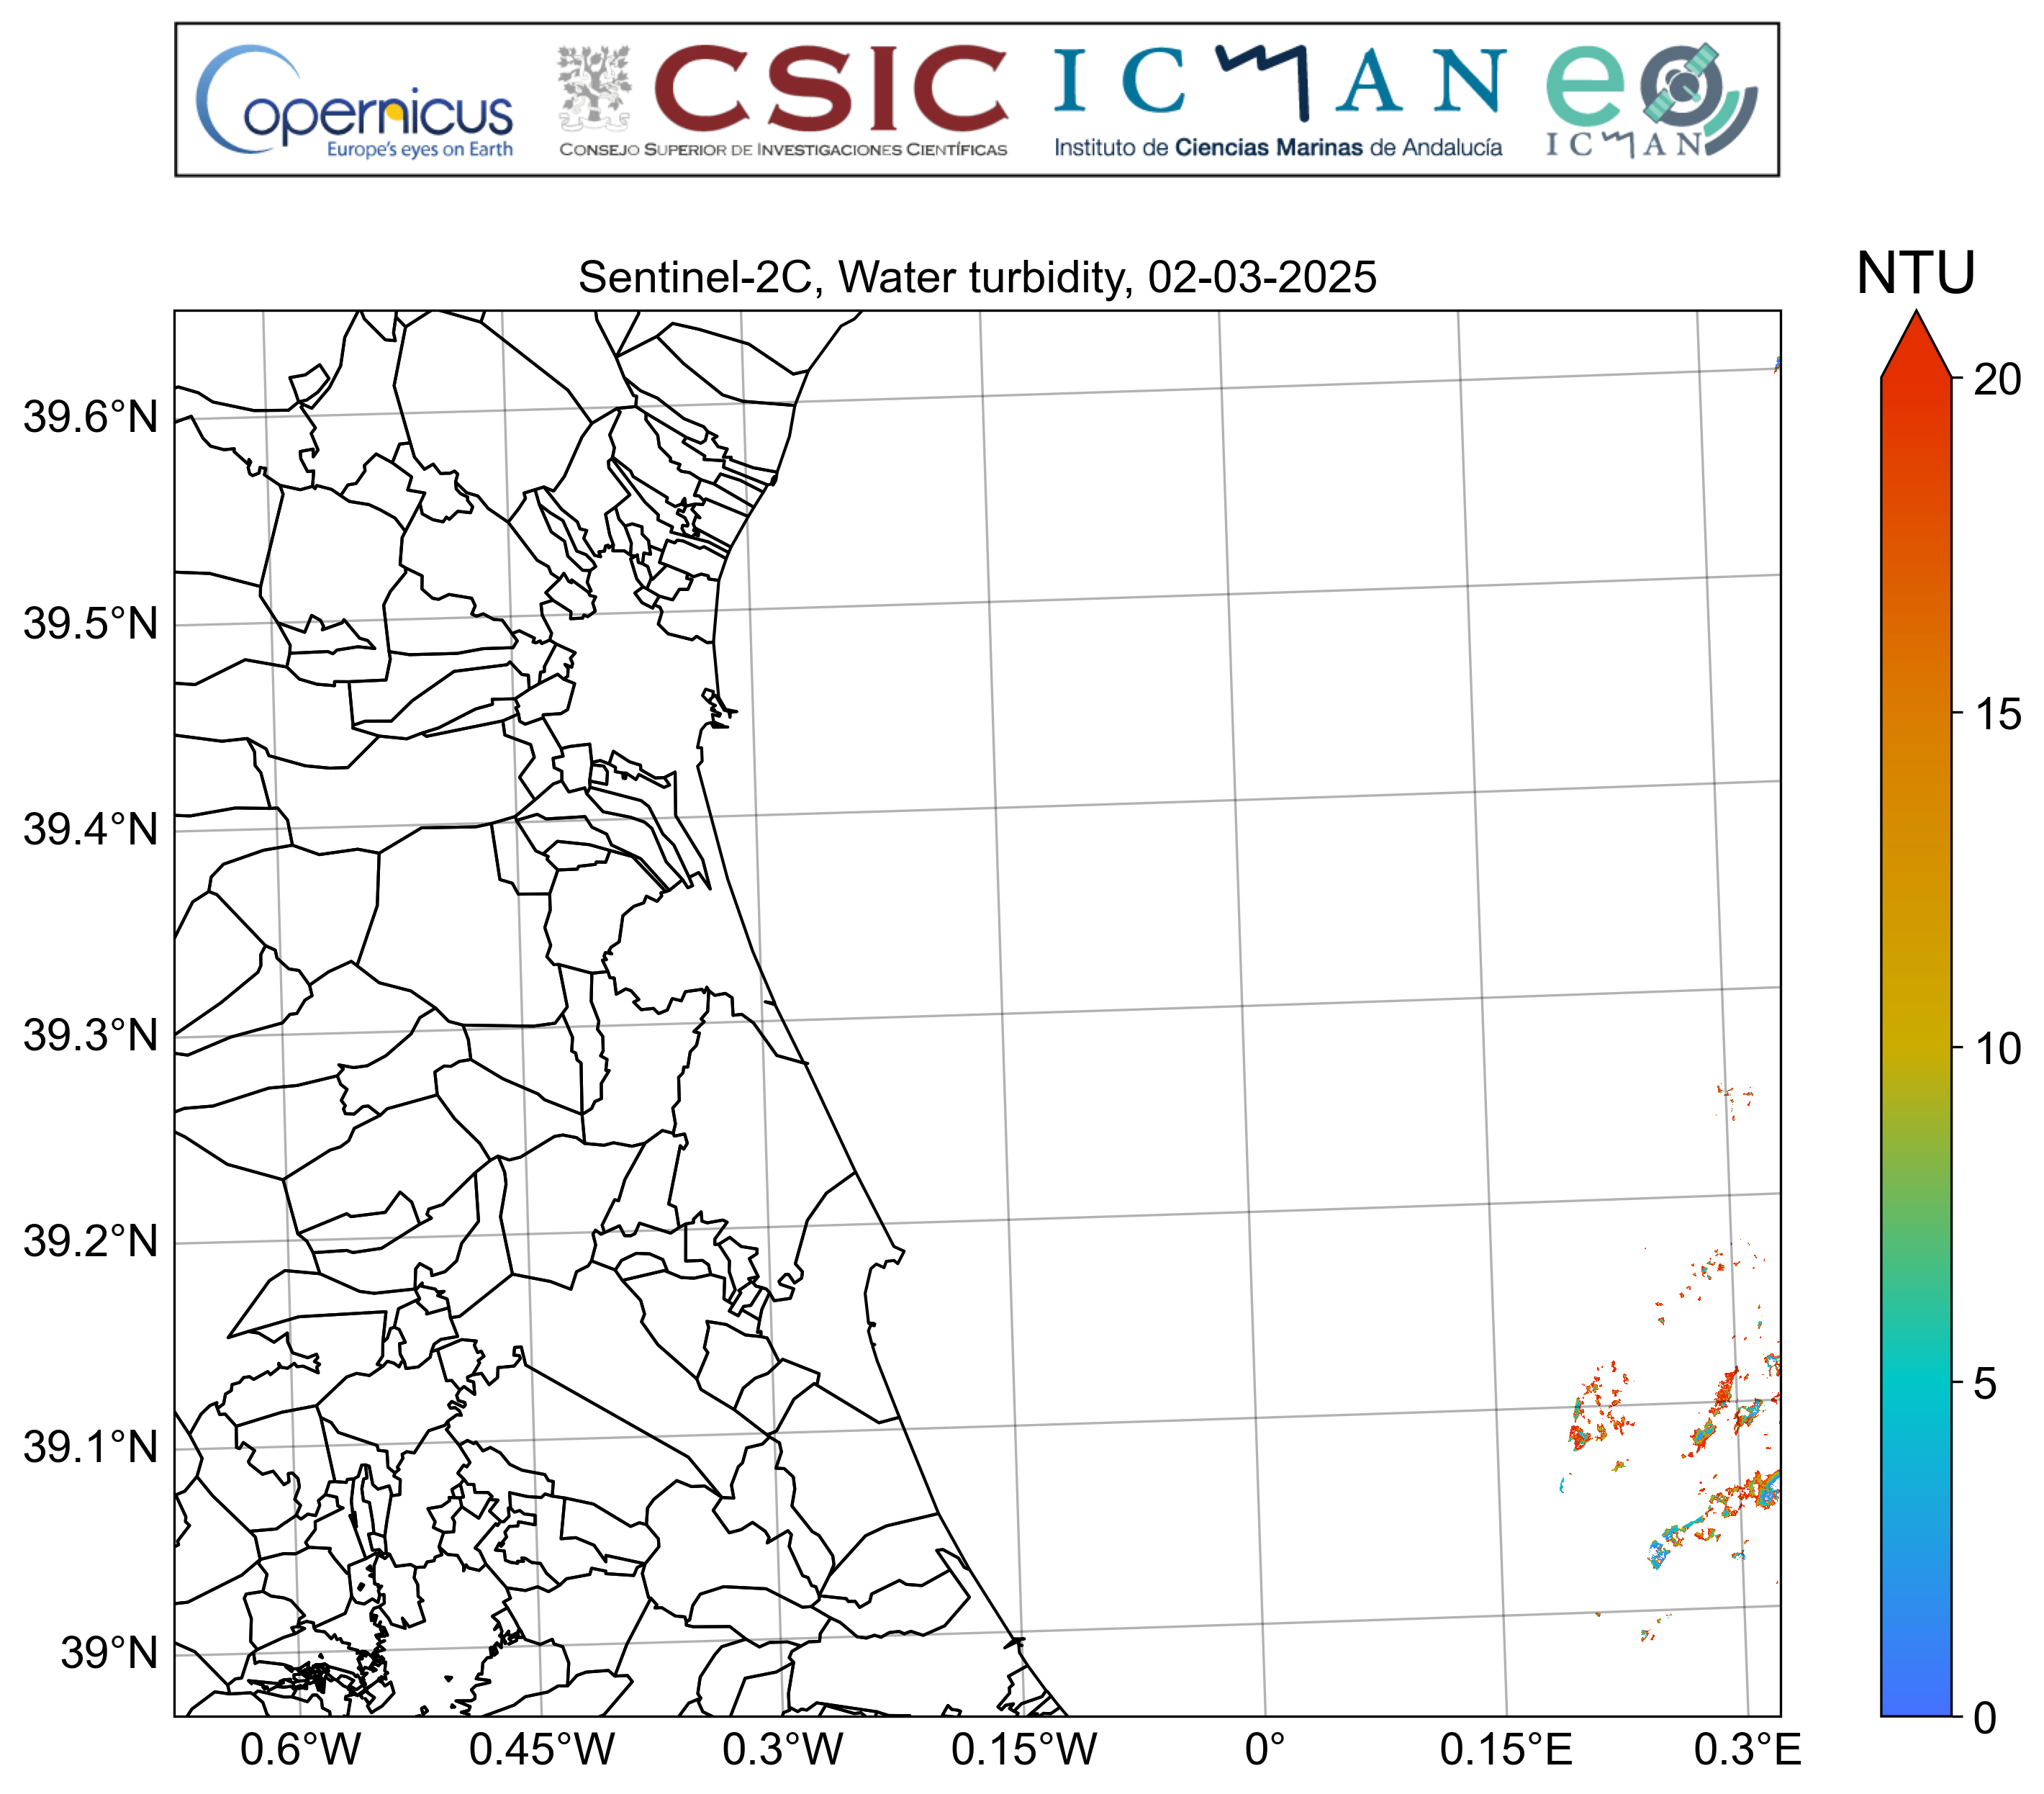 Copernicus
Europe's eyes on Earth
CSIC
CONSEJO SUPERIOR DE INVESTIGACIONES CIENTÍFICAS
ICMAN
Instituto de Ciencias Marinas de Andalucía
eo
ICMAN
Sentinel-2C, Water turbidity, 02-03-2025
NTU
20
15
10
5
0
39.6°N
39.5°N
39.4°N
39.3°N
39.2°N
39.1°N
39°N
0.6°W 0.45°W 0.3°W 0.15°W 0° 0.15°E 0.3°E